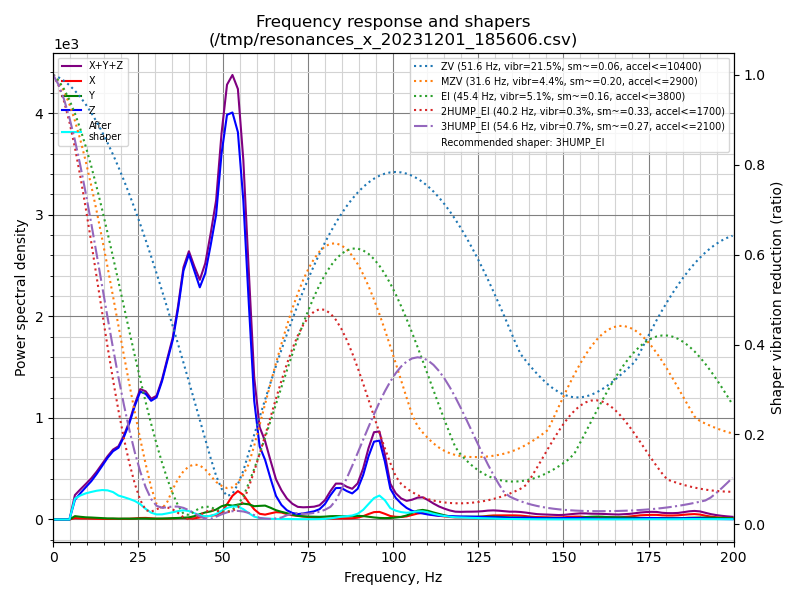 Frequency response and shapers
(/tmp/resonances_x_20231201_185606.csv)
1e3
X+Y+Z
X
Y
Z
After
shaper
ZV (51.6 Hz, vibr=21.5%, sm~=0.06, accel<=10400)
MZV (31.6 Hz, vibr=4.4%, sm~=0.20, accel<=2900)
EI (45.4 Hz, vibr=5.1%, sm~=0.16, accel<=3800)
2HUMP_EI (40.2 Hz, vibr=0.3%, sm~=0.33, accel<=1700)
3HUMP_EI (54.6 Hz, vibr=0.7%, sm~=0.27, accel<=2100)
Recommended shaper: 3HUMP_EI
Power spectral density
4
3
2
1
0
1.0
0.8
0.6
0.4
0.2
0.0
Shaper vibration reduction (ratio)
0 25 50 75 100 125 150 175 200
Frequency, Hz